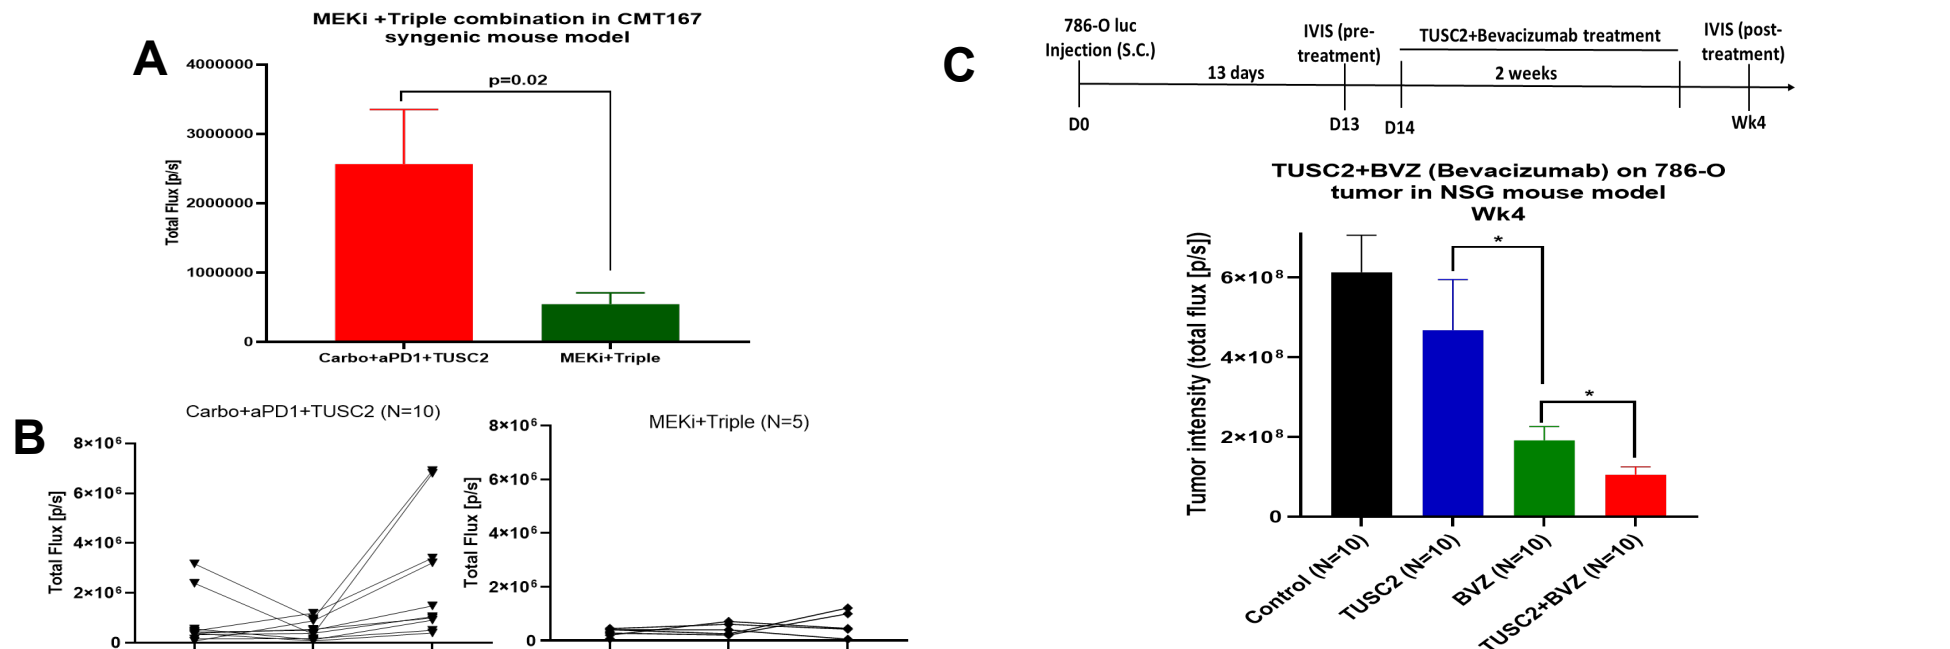 A
MEKi +Triple combination in CMT167
syngenic mouse model
4000000
3000000
2000000
1000000
0
Total Flux [p/s]
p=0.02
Carbo+aPD1+TUSC2
MEKi+Triple
B
Carbo+aPD1+TUSC2 (N=10)
8×10⁶
6×10⁶
4×10⁶
2×10⁶
0
Total Flux [p/s]
MEKi+Triple (N=5)
8×10⁶
6×10⁶
4×10⁶
2×10⁶
0
Total Flux [p/s]
C
786-O luc
Injection (S.C.)
IVIS (pre-
treatment)
TUSC2+Bevacizumab treatment
IVIS (post-
treatment)
13 days
2 weeks
D0
D13
D14
Wk4
TUSC2+BVZ (Bevacizumab) on 786-O
tumor in NSG mouse model
Wk4
Tumor intensity (total flux [p/s])
6×10⁸
4×10⁸
2×10⁸
0
*
*
Control (N=10)
TUSC2 (N=10)
BVZ (N=10)
TUSC2+BVZ (N=10)